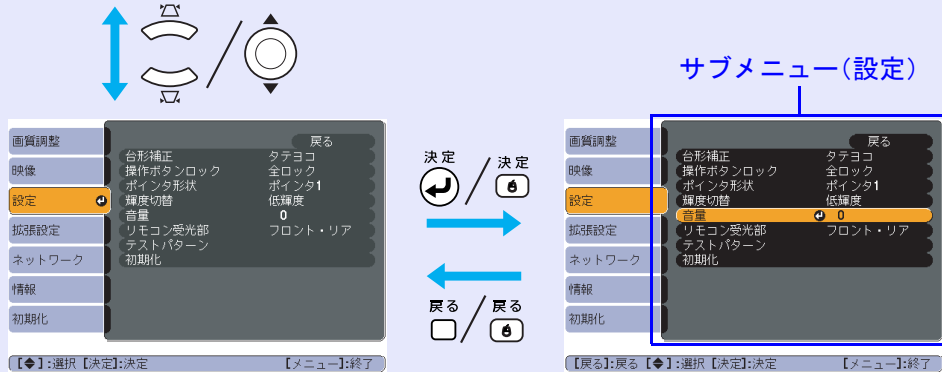 サブメニュー(設定)
画質調整
映像
設定
拡張設定
ネットワーク
情報
初期化
戻る
台形補正 タテヨコ
操作ボタンロック 全ロック
ポインタ形状 ポインタ1
輝度切替 低輝度
音量 0
リモコン受光部 フロント・リア
テストパターン
初期化
[◆]:選択 [決定]:決定 [メニュー]:終了
決定 / 決定
戻る / 戻る
画質調整
映像
設定
拡張設定
ネットワーク
情報
初期化
戻る
台形補正 タテヨコ
操作ボタンロック 全ロック
ポインタ形状 ポインタ1
輝度切替 低輝度
音量 0
リモコン受光部 フロント・リア
テストパターン
初期化
[戻る]:戻る [◆]:選択 [決定]:決定 [メニュー]:終了